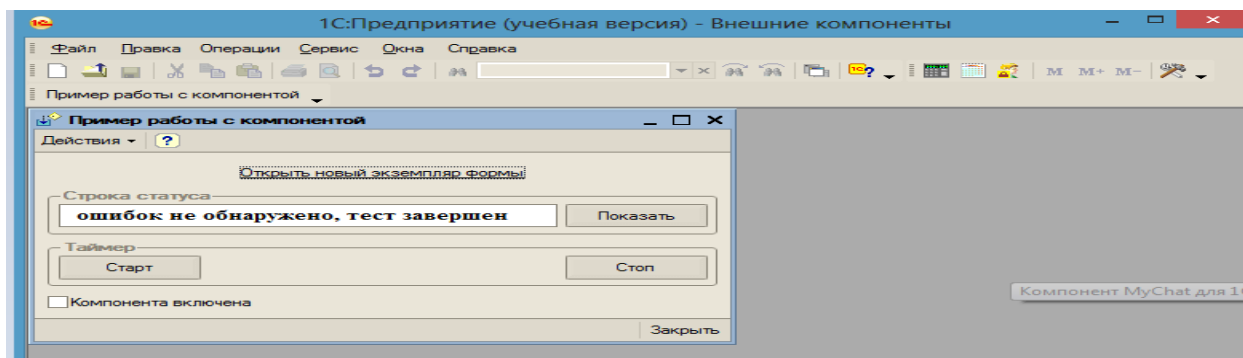 1С:Предприятие (учебная версия) - Внешние компоненты
Файл Правка Операции Сервис Окна Справка
M M+ M-
Пример работы с компонентой
Пример работы с компонентой
Действия
Открыть новый экземпляр формы
Строка статуса
ошибок не обнаружено, тест завершен Показать
Таймер
Старт Стоп
Компонент MyChat для 1
Компонента включена
Закрыть